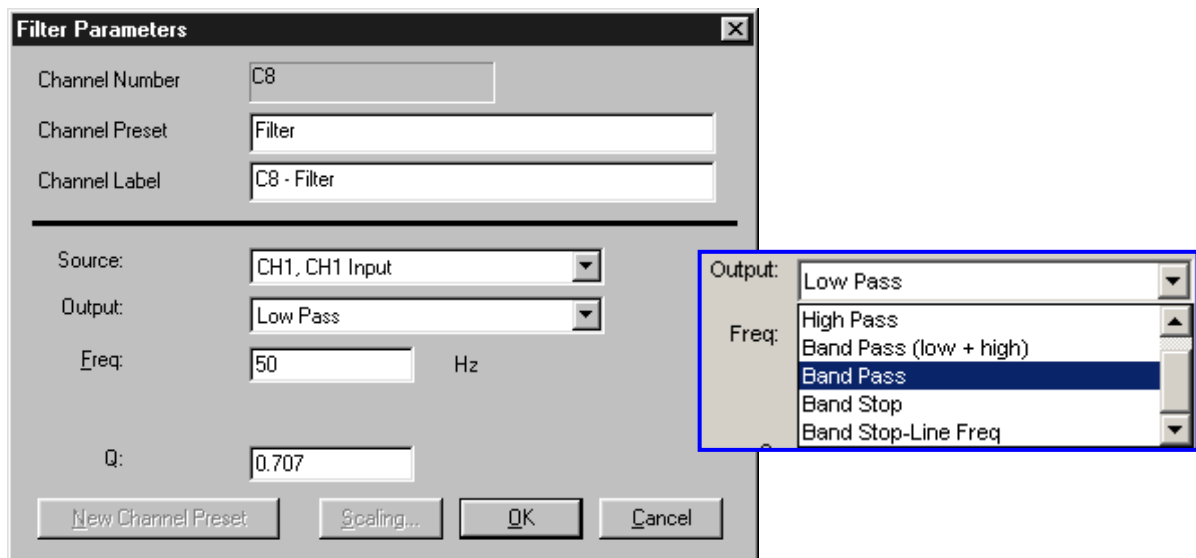 Filter Parameters
Channel Number C8
Channel Preset Filter
Channel Label C8 - Filter
Source: CH1, CH1 Input
Output: Low Pass
Freq: 50 Hz
Q: 0.707
New Channel Preset Scaling... OK Cancel
Output: Low Pass
Freq: High Pass
Band Pass (low + high)
Band Pass
Band Stop
Band Stop-Line Freq